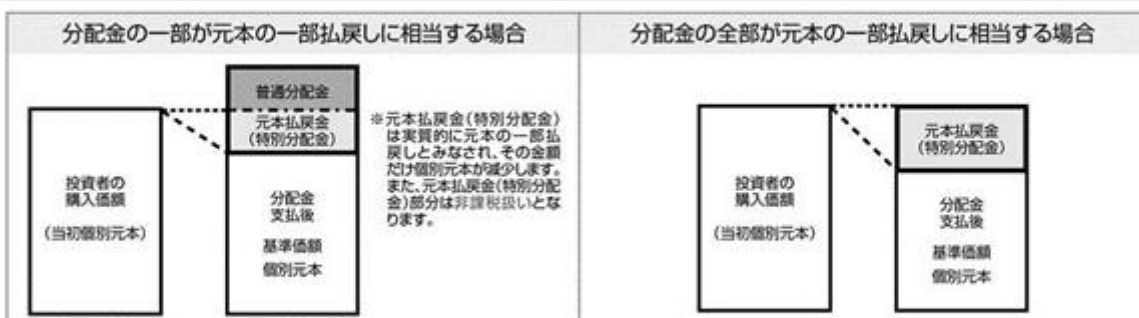 分配金の一部が元本の一部払戻しに相当する場合
投資者の
購入価額
(当初個別元本)
普通分配金
元本払戻金
(特別分配金)
分配金
支払後
基準価額
個別元本
※元本払戻金(特別分配金)
は実質的に元本の一部払
戻しとみなされ、その金額
だけ個別元本が減少します。
また、元本払戻金(特別分配
金)部分は非課税扱いとな
ります。
分配金の全部が元本の一部払戻しに相当する場合
投資者の
購入価額
(当初個別元本)
元本払戻金
(特別分配金)
分配金
支払後
基準価額
個別元本